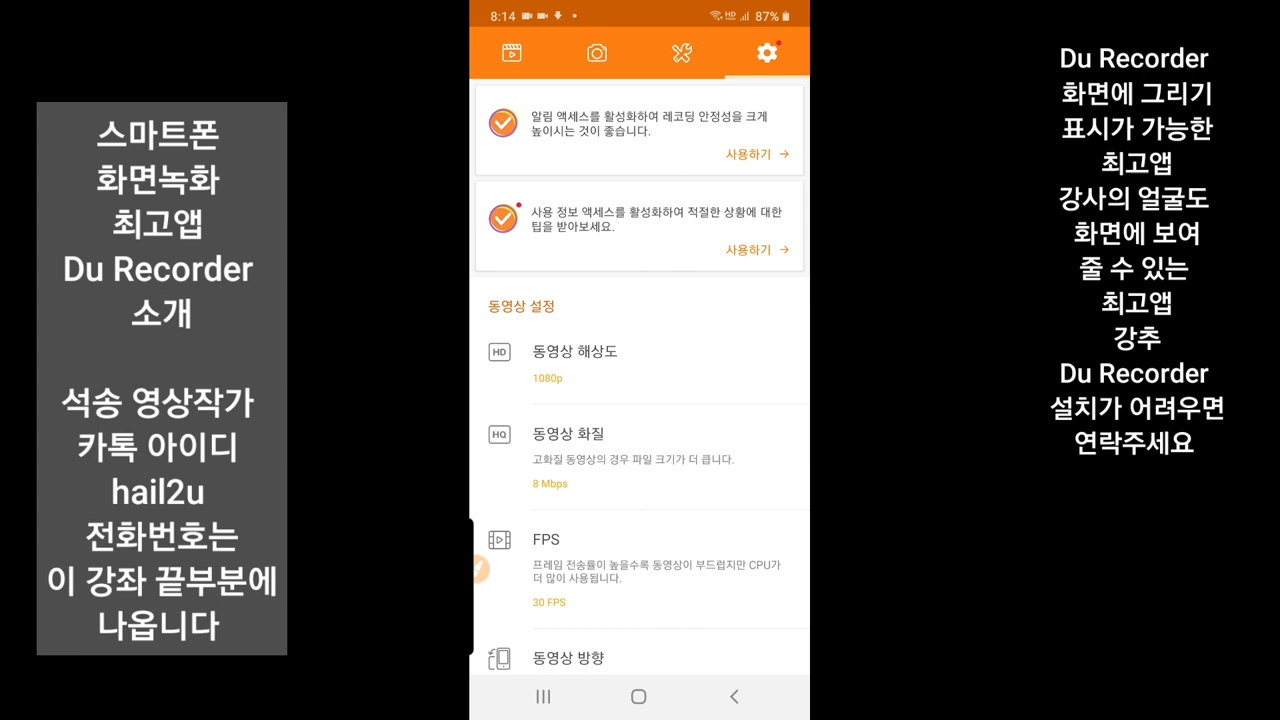 스마트폰
화면녹화
최고앱
Du Recorder
소개
석송 영상작가
카톡 아이디
hail2u
전화번호는
이 강좌 끝부분에
나옵니다
8:14
HD
87%
알림 액세스를 활성화하여 레코딩 안정성을 크게
높이시는 것이 좋습니다.
사용하기 →
사용 정보 액세스를 활성화하여 적절한 상황에 대한
팁을 받아보세요.
사용하기 →
동영상 설정
HD 동영상 해상도
1080p
HQ 동영상 화질
고화질 동영상의 경우 파일 크기가 더 큽니다.
8 Mbps
FPS
프레임 전송률이 높을수록 동영상이 부드럽지만 CPU가
더 많이 사용됩니다.
30 FPS
동영상 방향
Du Recorder
화면에 그리기
표시가 가능한
최고앱
강사의 얼굴도
화면에 보여
줄 수 있는
최고앱
강추
Du Recorder
설치가 어려우면
연락주세요